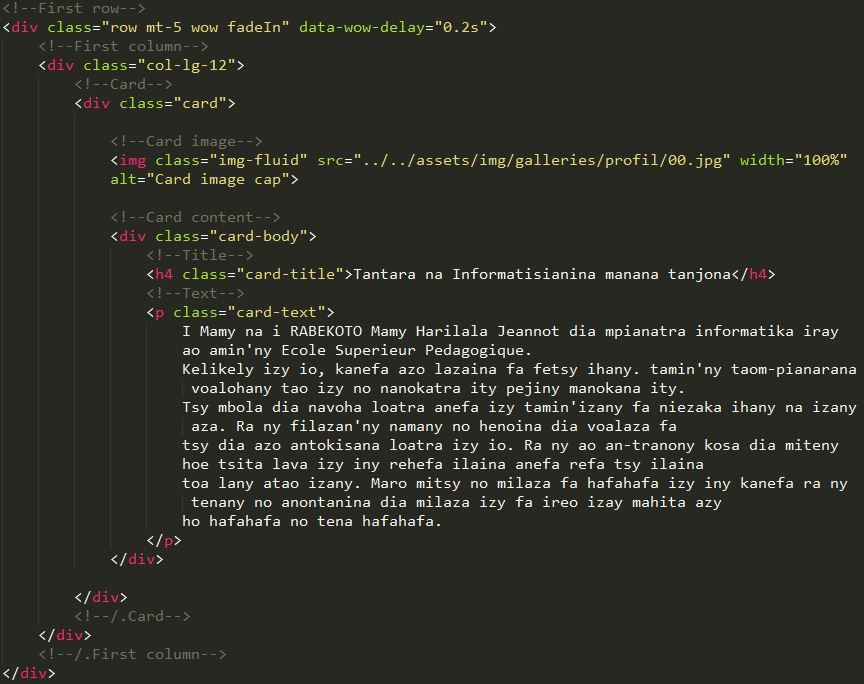 <!--First row-->
<div class="row mt-5 wow fadeIn" data-wow-delay="0.2s">
<!--First column-->
<div class="col-lg-12">
<!--Card-->
<div class="card">
<!--Card image-->
<img class="img-fluid" src="../../assets/img/galleries/profil/00.jpg" width="100%"
alt="Card image cap">
<!--Card content-->
<div class="card-body">
<!--Title-->
<h4 class="card-title">Tantara na Informatisianina manana tanjona</h4>
<!--Text-->
<p class="card-text">
I Mamy na i RABEKOTO Mamy Harilala Jeannot dia mpianatra informatika iray
ao amin'ny Ecole Superieur Pedagogique.
Kelikely izy io, kanefa azo lazaina fa fetsy ihany. tamin'ny taom-pianarana
voalohany tao izy no nanokatra ity pejiny manokana ity.
Tsy mbola dia navoha loatra anefa izy tamin'izany fa niezaka ihany na izany
aza. Ra ny filazan'ny namany no henoina dia voalaza fa
tsy dia azo antokisana loatra izy io. Ra ny ao an-tranony kosa dia miteny
hoe tsita lava izy iny rehefa ilaina anefa refa tsy ilaina
toa lany atao izany. Maro mitsy no milaza fa hafahafa izy iny kanefa ra ny
tenany no anontanina dia milaza izy fa ireo izay mahita azy
ho hafahafa no tena hafahafa.
</p>
</div>
</div>
<!--/.Card-->
</div>
<!--/.First column-->
</div>